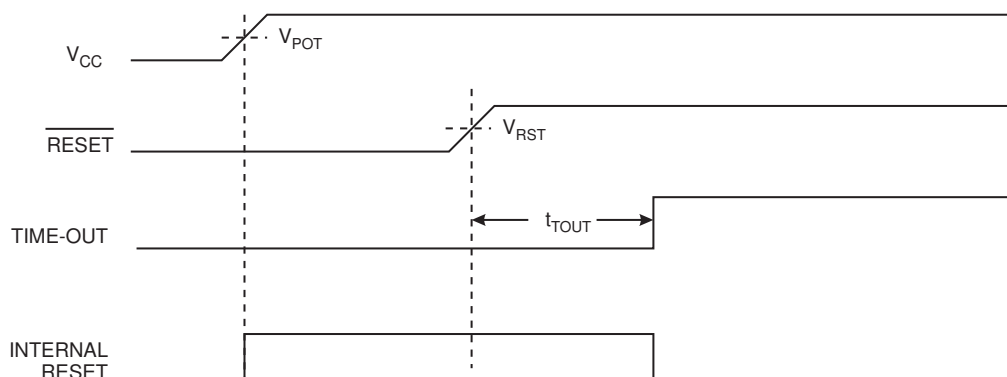 V_CC
V_POT
RESET
V_RST
TIME-OUT
t_TOUT
INTERNAL
RESET